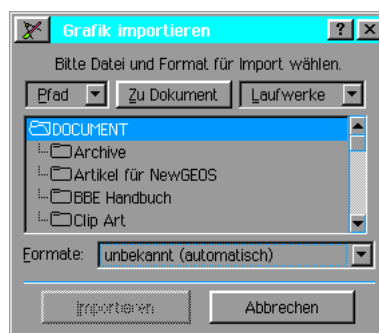 Grafik importieren
Bitte Datei und Format für Import wählen.
Pfad Zu Dokument Laufwerke
DOCUMENT
Archive
Artikel für NewGEOS
BBE Handbuch
Clip Art
Formate: unbekannt (automatisch)
Importieren Abbrechen